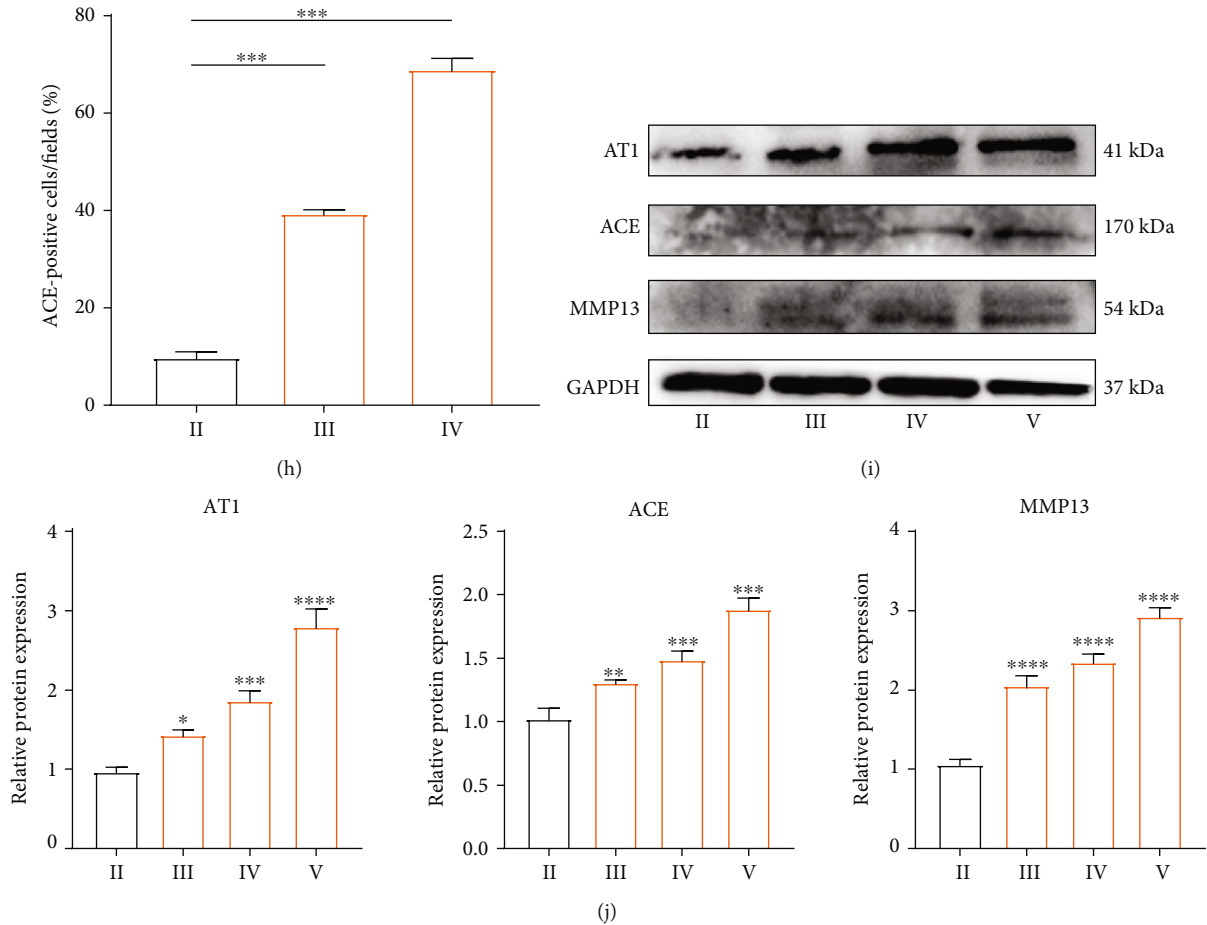 ACE-positive cells/fields (%)
80
60
40
20
0
***
***
II III IV
(h)
AT1 41 kDa
ACE 170 kDa
MMP13 54 kDa
GAPDH 37 kDa
II III IV V
(i)
AT1
Relative protein expression
4
3
2
1
0
*
***
****
II III IV V
ACE
Relative protein expression
2.5
2.0
1.5
1.0
0.5
0.0
**
***
***
II III IV V
MMP13
Relative protein expression
4
3
2
1
0
****
****
****
II III IV V
(j)